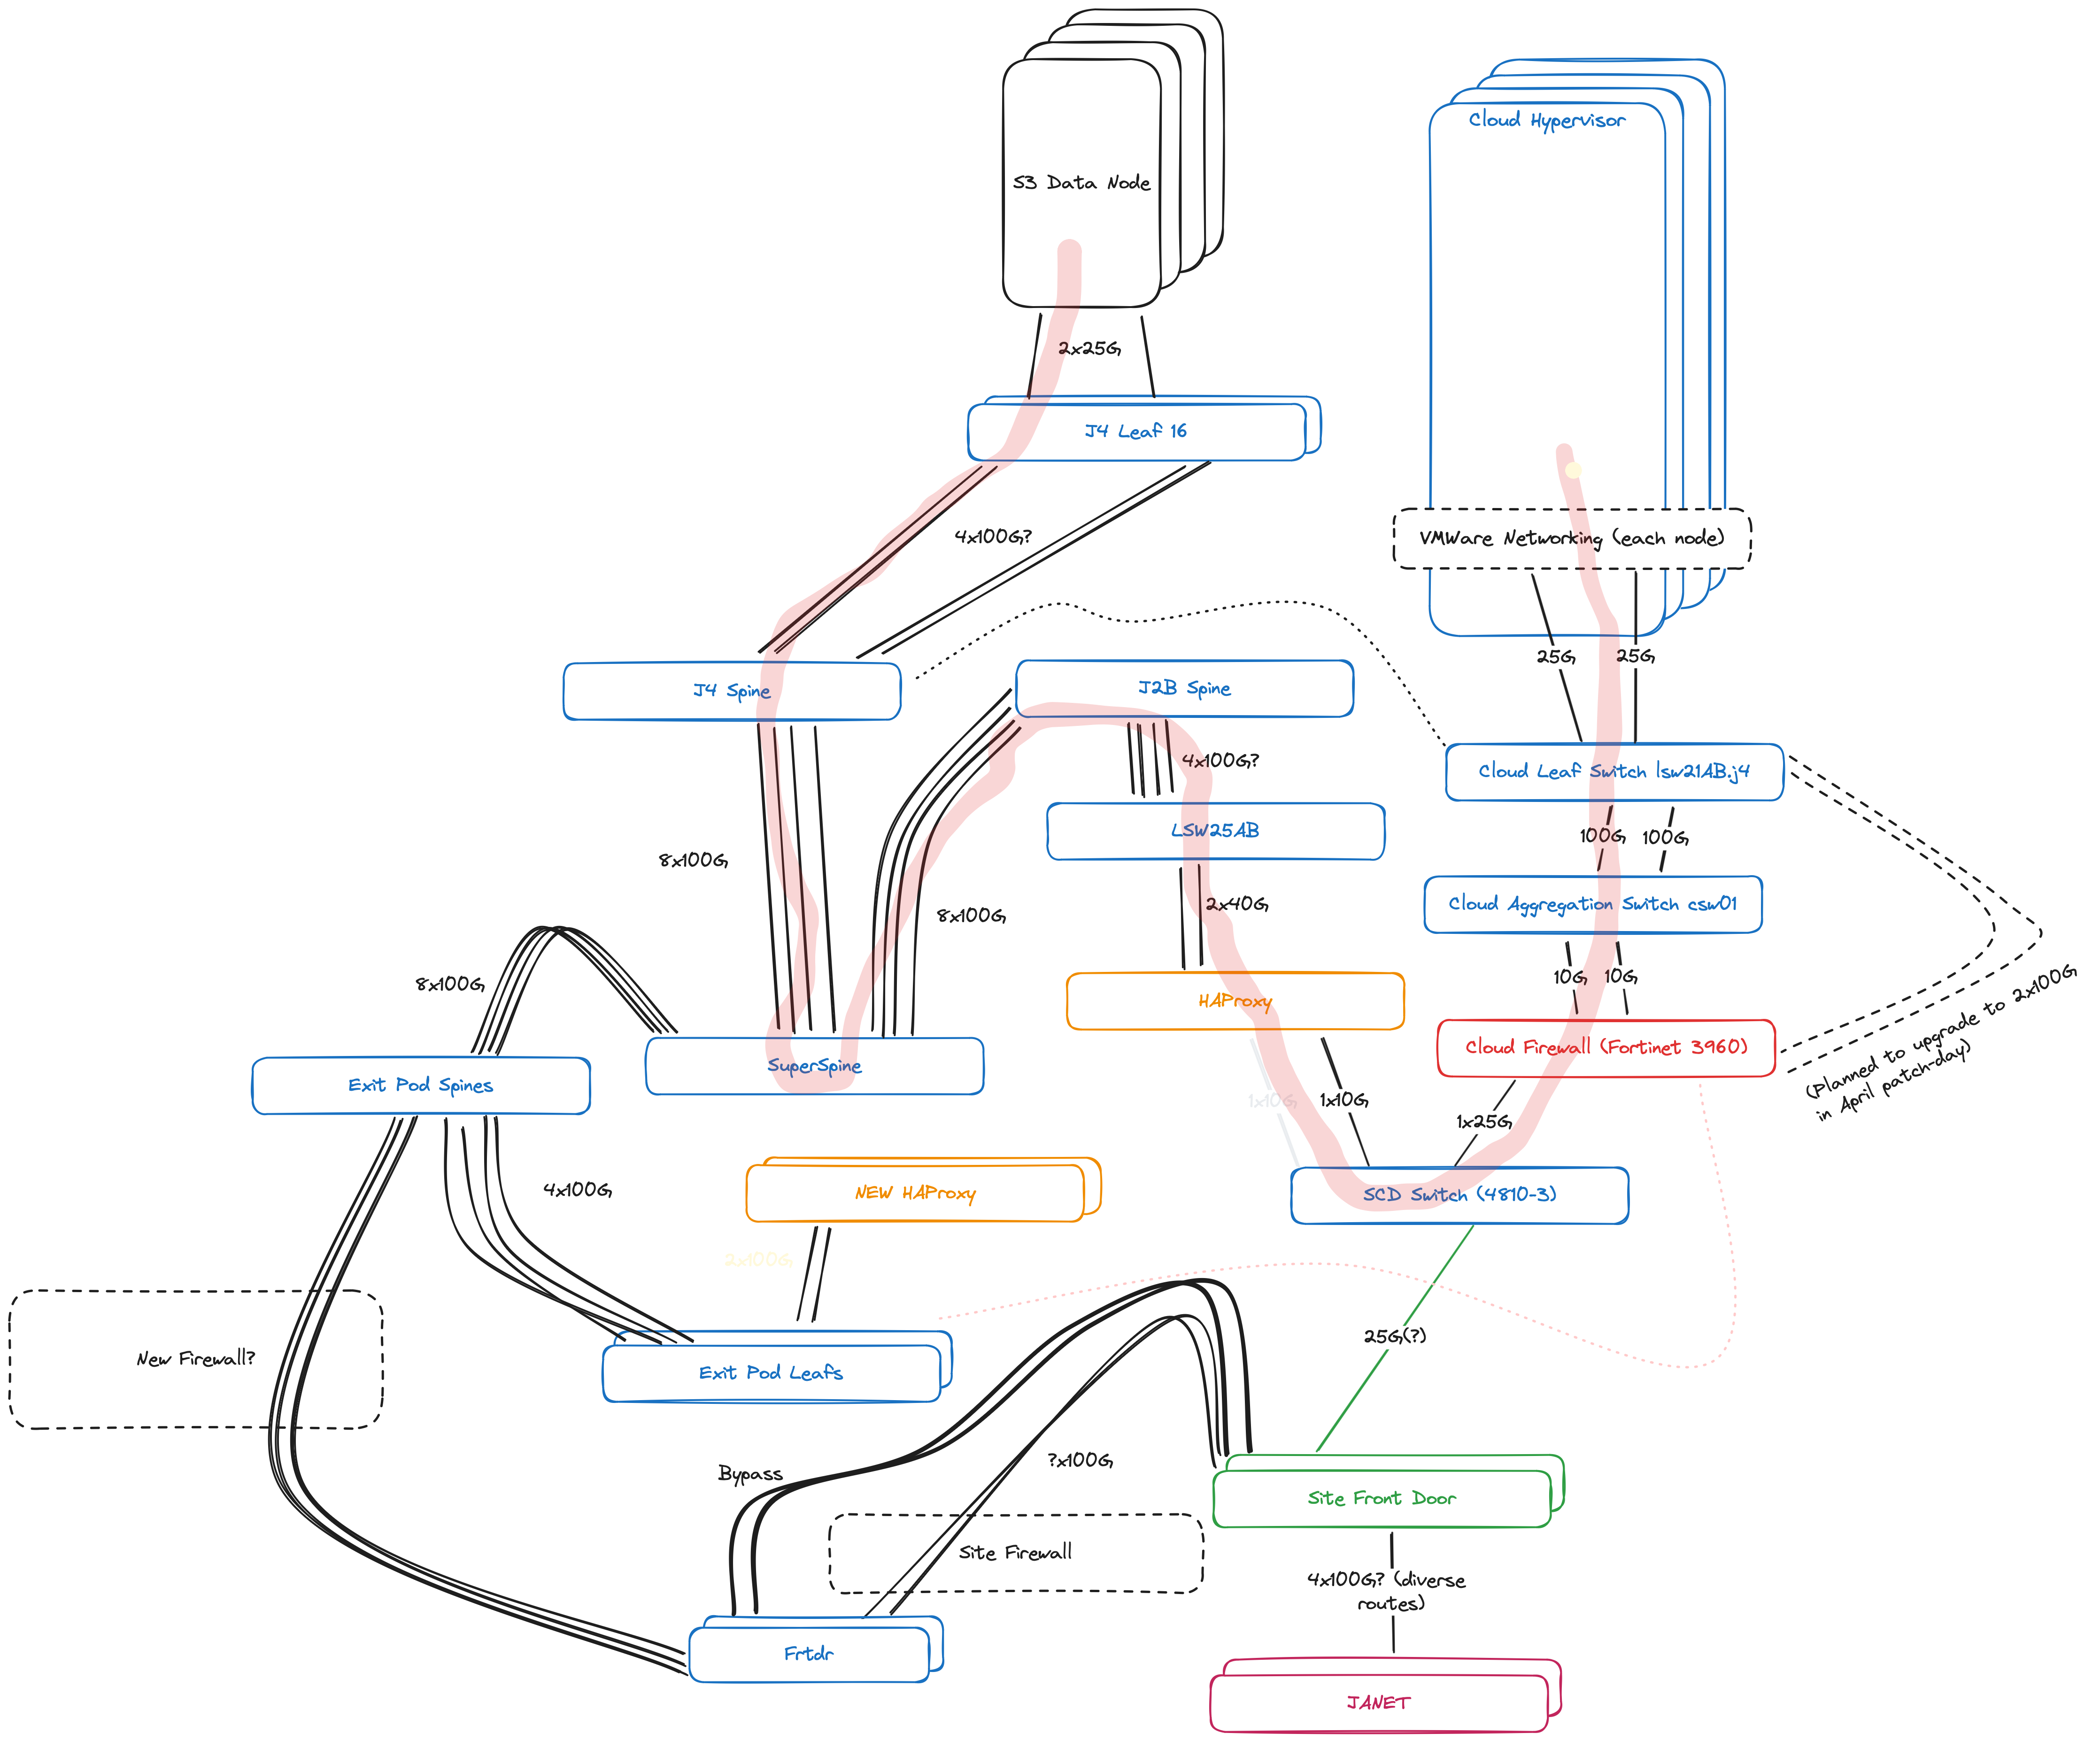 Cloud Hypervisor
S3 Data Node
2x25G
J4 Leaf 16
4x100G?
VMWare Networking (each node)
25G
25G
J4 Spine
J2B Spine
4x100G?
Cloud Leaf Switch lsw21AB.j4
LSW25AB
100G
100G
8x100G
2x40G
8x100G
Cloud Aggregation Switch csw01
8x100G
10G
10G
HAProxy
(Planned to upgrade to 2x100G
in April patch-day)
Cloud Firewall (Fortinet 3960)
SuperSpine
Exit Pod Spines
1x10G
1x10G
1x25G
4x100G
NEW HAProxy
SCD Switch (4810-3)
2x100G
25G(?)
New Firewall?
Exit Pod Leafs
?x100G
Bypass
Site Front Door
Site Firewall
4x100G? (diverse
routes)
Frtdr
JANET